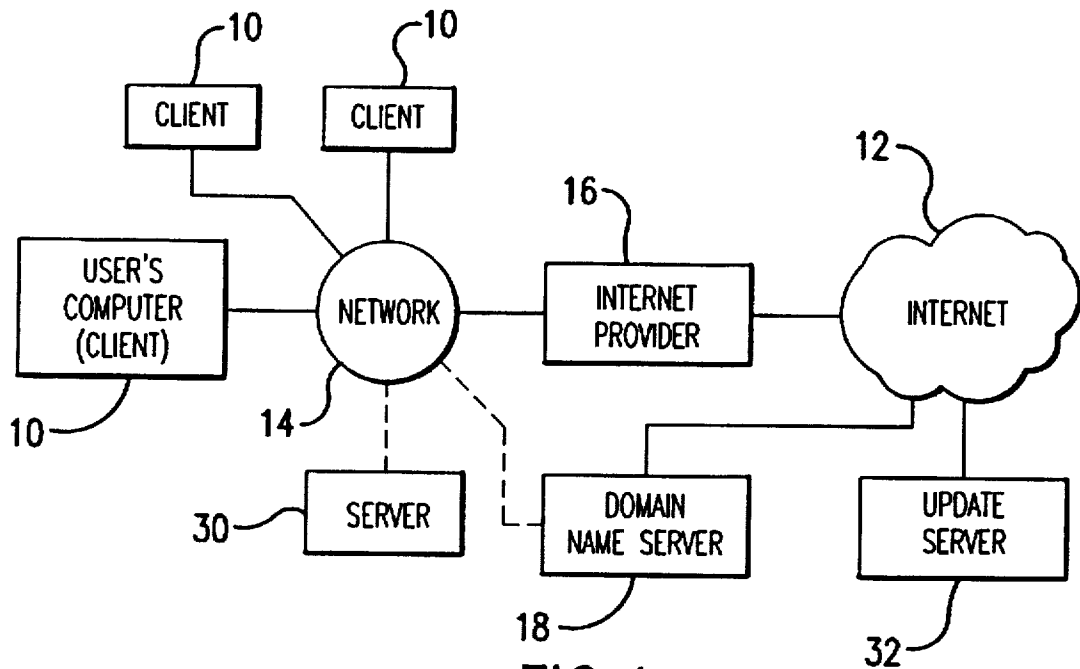 10
10
CLIENT
CLIENT
12
16
USER'S
COMPUTER
(CLIENT)
NETWORK
INTERNET
PROVIDER
INTERNET
10
14
30
SERVER
DOMAIN
NAME SERVER
UPDATE
SERVER
18
32